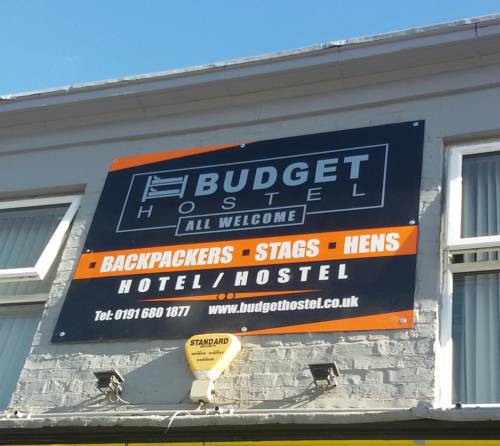 BUDGET
HOSTEL
ALL WELCOME
BACKPACKERS • STAGS • HENS
HOTEL / HOSTEL
Tel: 0191 680 1877 www.budgethostel.co.uk
STANDARD